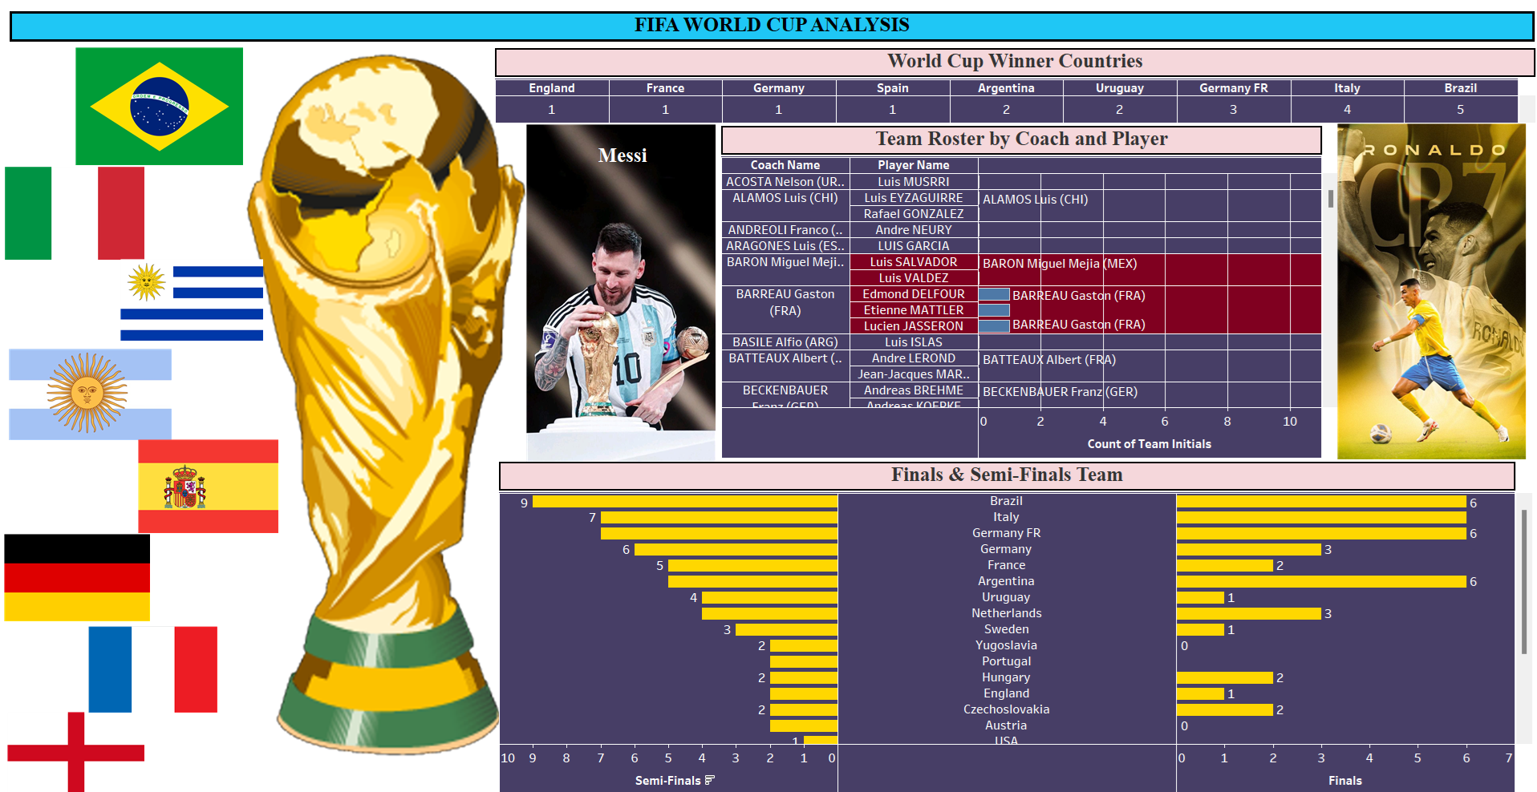 FIFA WORLD CUP ANALYSIS
World Cup Winner Countries
England France Germany Spain Argentina Uruguay Germany FR Italy Brazil
1 1 1 1 2 2 3 4 5
Messi
10
Team Roster by Coach and Player
Coach Name Player Name
ACOSTA Nelson (UR.. Luis MUSRRI
ALAMOS Luis (CHI) Luis EYZAGUIRRE ALAMOS Luis (CHI)
Rafael GONZALEZ
ANDREOLI Franco (.. Andre NEURY
ARAGONES Luis (ES.. LUIS GARCIA
BARON Miguel Meji.. Luis SALVADOR BARON Miguel Mejia (MEX)
Luis VALDEZ
BARREAU Gaston Edmond DELFOUR BARREAU Gaston (FRA)
(FRA) Etienne MATTLER
Lucien JASSERON BARREAU Gaston (FRA)
BASILE Alfio (ARG) Luis ISLAS
BATTEAUX Albert (.. Andre LEROND BATTEAUX Albert (FRA)
Jean-Jacques MAR..
BECKENBAUER Andreas BREHME BECKENBAUER Franz (GER)
Franz (GER) Andreas KOEPKE
0 2 4 6 8 10
Count of Team Initials
RONALDO
CR7
RONALDO
Finals & Semi-Finals Team
9 Brazil 6
7 Italy
Germany FR 6
6 Germany 3
5 France 2
Argentina 6
4 Uruguay 1
Netherlands 3
3 Sweden 1
2 Yugoslavia 0
Portugal
2 Hungary 2
England 1
2 Czechoslovakia 2
Austria 0
1 USA
10 9 8 7 6 5 4 3 2 1 0 0 1 2 3 4 5 6 7
Semi-Finals Finals